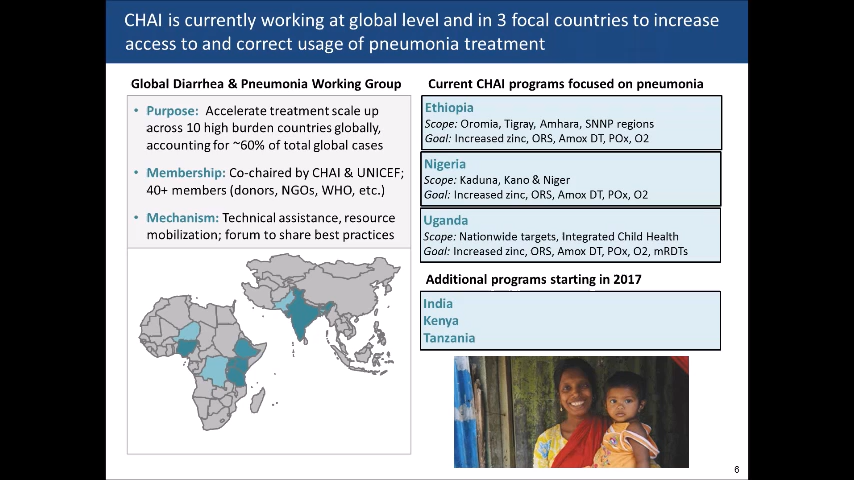 CHAI is currently working at global level and in 3 focal countries to increase
access to and correct usage of pneumonia treatment
Global Diarrhea & Pneumonia Working Group
• Purpose: Accelerate treatment scale up
across 10 high burden countries globally,
accounting for ~60% of total global cases
• Membership: Co-chaired by CHAI & UNICEF;
40+ members (donors, NGOs, WHO, etc.)
• Mechanism: Technical assistance, resource
mobilization; forum to share best practices
Current CHAI programs focused on pneumonia
Ethiopia
Scope: Oromia, Tigray, Amhara, SNNP regions
Goal: Increased zinc, ORS, Amox DT, POx, O2
Nigeria
Scope: Kaduna, Kano & Niger
Goal: Increased zinc, ORS, Amox DT, POx, O2
Uganda
Scope: Nationwide targets, Integrated Child Health
Goal: Increased zinc, ORS, Amox DT, POx, O2, mRDTs
Additional programs starting in 2017
India
Kenya
Tanzania
6